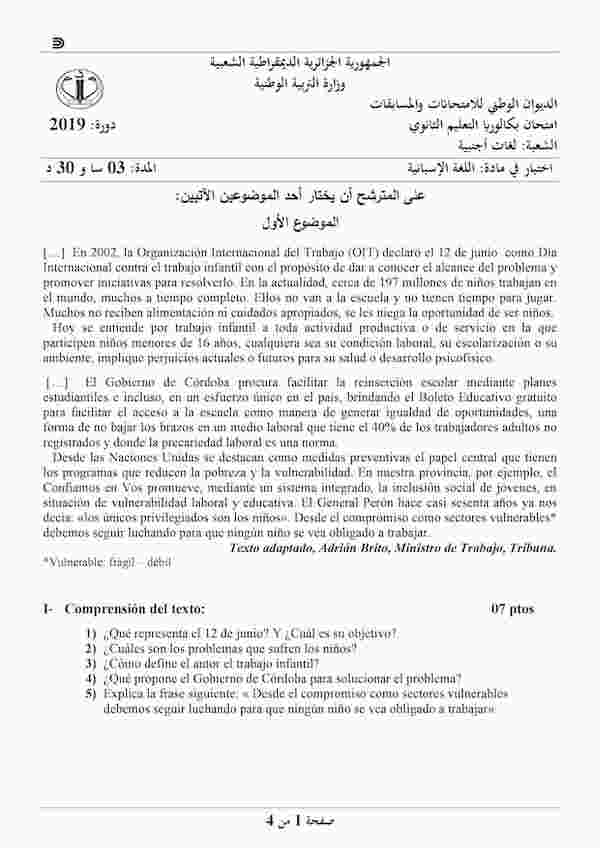 الجمهورية الجزائرية الديمقراطية الشعبية
وزارة التربية الوطنية
الديوان الوطني للامتحانات والمسابقات
امتحان بكالوريا التعليم الثانوي
دورة: 2019
الشعبة: لغات أجنبية
اختبار في مادة: اللغة الإسبانية
المدة: 03 سا و 30 د
على المترشح أن يختار أحد الموضوعين الآتيين:
الموضوع الأول
[…] En 2002, la Organización Internacional del Trabajo (OIT) declaró el 12 de junio como Día
Internacional contra el trabajo infantil con el propósito de dar a conocer el alcance del problema y
promover iniciativas para resolverlo. En la actualidad, cerca de 197 millones de niños trabajan en
el mundo, muchos a tiempo completo. Ellos no van a la escuela y no tienen tiempo para jugar.
Muchos no reciben alimentación ni cuidados apropiados, se les niega la oportunidad de ser niños.
Hoy se entiende por trabajo infantil a toda actividad productiva o de servicio en la que
participen niños menores de 16 años, cualquiera sea su condición laboral, su escolarización o su
ambiente, implique perjuicios actuales o futuros para su salud o desarrollo psicofísico.
[…] El Gobierno de Córdoba procura facilitar la reinserción escolar mediante planes
estudiantiles e incluso, en un esfuerzo único en el país, brindando el Boleto Educativo gratuito
para facilitar el acceso a la escuela como manera de generar igualdad de oportunidades, una
forma de no bajar los brazos en un medio laboral que tiene el 40% de los trabajadores adultos no
registrados y donde la precariedad laboral es una norma.
Desde las Naciones Unidas se destacan como medidas preventivas el papel central que tienen
los programas que reducen la pobreza y la vulnerabilidad. En nuestra provincia, por ejemplo, el
Confiamos en Vos promueve, mediante un sistema integrado, la inclusión social de jóvenes, en
situación de vulnerabilidad laboral y educativa. El General Perón hace casi sesenta años ya nos
decía: «los únicos privilegiados son los niños». Desde el compromiso como sectores vulnerables*
debemos seguir luchando para que ningún niño se vea obligado a trabajar.
Texto adaptado, Adrián Brito, Ministro de Trabajo, Tribuna.
*Vulnerable: frágil – débil
I- Comprensión del texto: 07 ptos
1) ¿Qué representa el 12 de junio? Y ¿Cuál es su objetivo?
2) ¿Cuáles son los problemas que sufren los niños?
3) ¿Cómo define el autor el trabajo infantil?
4) ¿Qué propone el Gobierno de Córdoba para solucionar el problema?
5) Explica la frase siguiente: « Desde el compromiso como sectores vulnerables
debemos seguir luchando para que ningún niño se vea obligado a trabajar»
صفحة 1 من 4